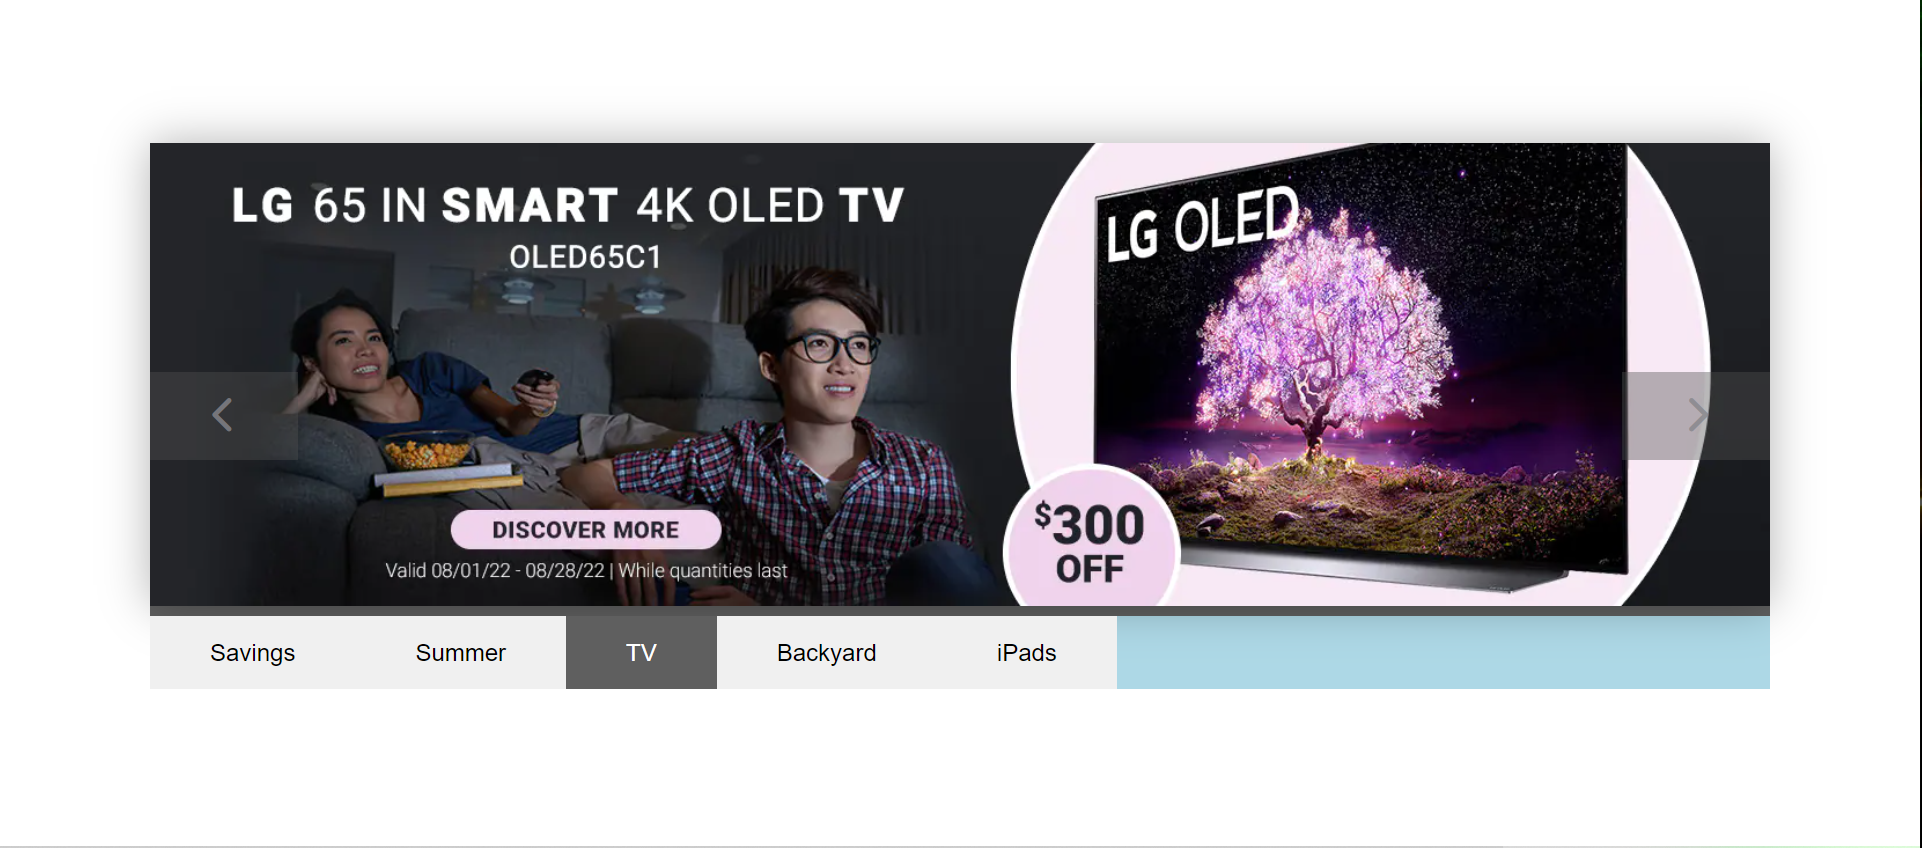 LG 65 IN SMART 4K OLED TV
OLED65C1
LG OLED
DISCOVER MORE
Valid 08/01/22 - 08/28/22 | While quantities last
$300
OFF
Savings
Summer
TV
Backyard
iPads